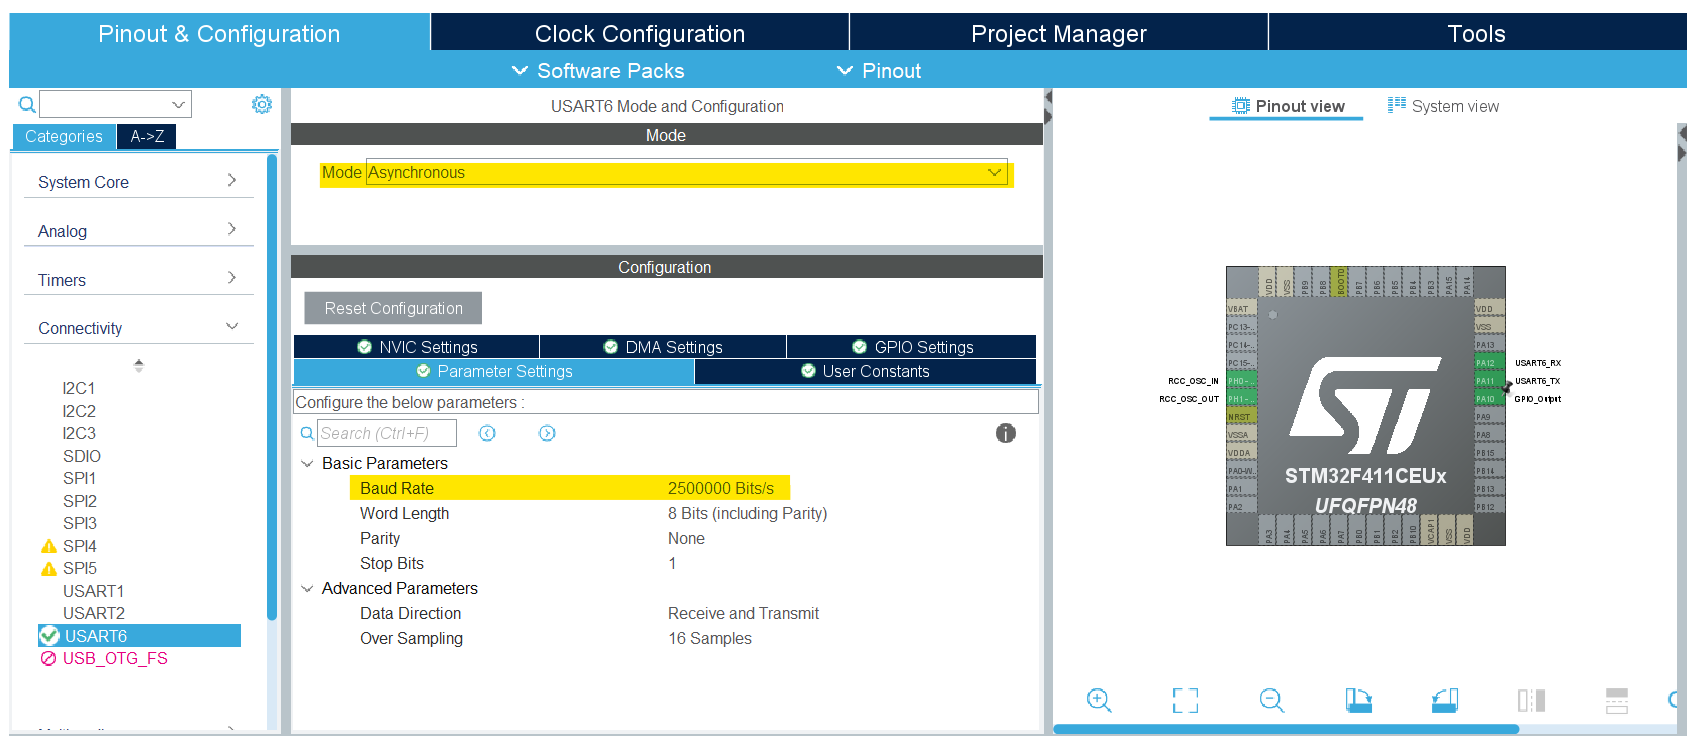 Pinout & Configuration
Clock Configuration
Project Manager
Tools
Software Packs
Pinout
Categories
A->Z
System Core
Analog
Timers
Connectivity
I2C1
I2C2
I2C3
SDIO
SPI1
SPI2
SPI3
SPI4
SPI5
USART1
USART2
USART6
USB_OTG_FS
USART6 Mode and Configuration
Mode
Mode Asynchronous
Configuration
Reset Configuration
NVIC Settings
DMA Settings
GPIO Settings
Parameter Settings
User Constants
Configure the below parameters :
Search (Ctrl+F)
Basic Parameters
Baud Rate 2500000 Bits/s
Word Length 8 Bits (including Parity)
Parity None
Stop Bits 1
Advanced Parameters
Data Direction Receive and Transmit
Over Sampling 16 Samples
Pinout view
System view
VDD
VSS
PB9
PB8
BOOT0
PB7
PB6
PB5
PB4
PB3
PA15
PA14
VBAT
PC13-..
PC14-..
PC15-..
RCC_OSC_IN PH0-..
RCC_OSC_OUT PH1-..
NRST
VSSA
VDDA
PA0-W..
PA1
PA2
STM32F411CEUx
UFQFPN48
VDD
VSS
PA13
PA12 USART6_RX
PA11 USART6_TX
PA10 GPIO_Output
PA9
PA8
PB15
PB14
PB13
PB12
PA3
PA4
PA5
PA6
PA7
PB0
PB1
PB2
PB10
VCAP1
VSS
VDD